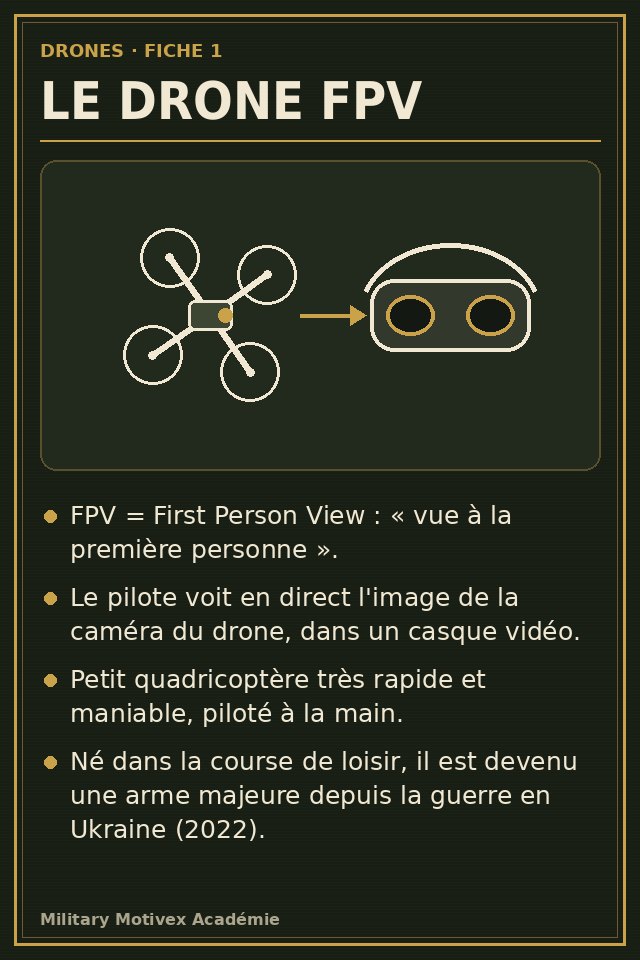 DRONES · FICHE 1
LE DRONE FPV
FPV = First Person View : « vue à la
première personne ».
Le pilote voit en direct l'image de la
caméra du drone, dans un casque vidéo.
Petit quadricoptère très rapide et
maniable, piloté à la main.
Né dans la course de loisir, il est devenu
une arme majeure depuis la guerre en
Ukraine (2022).
Military Motivex Académie